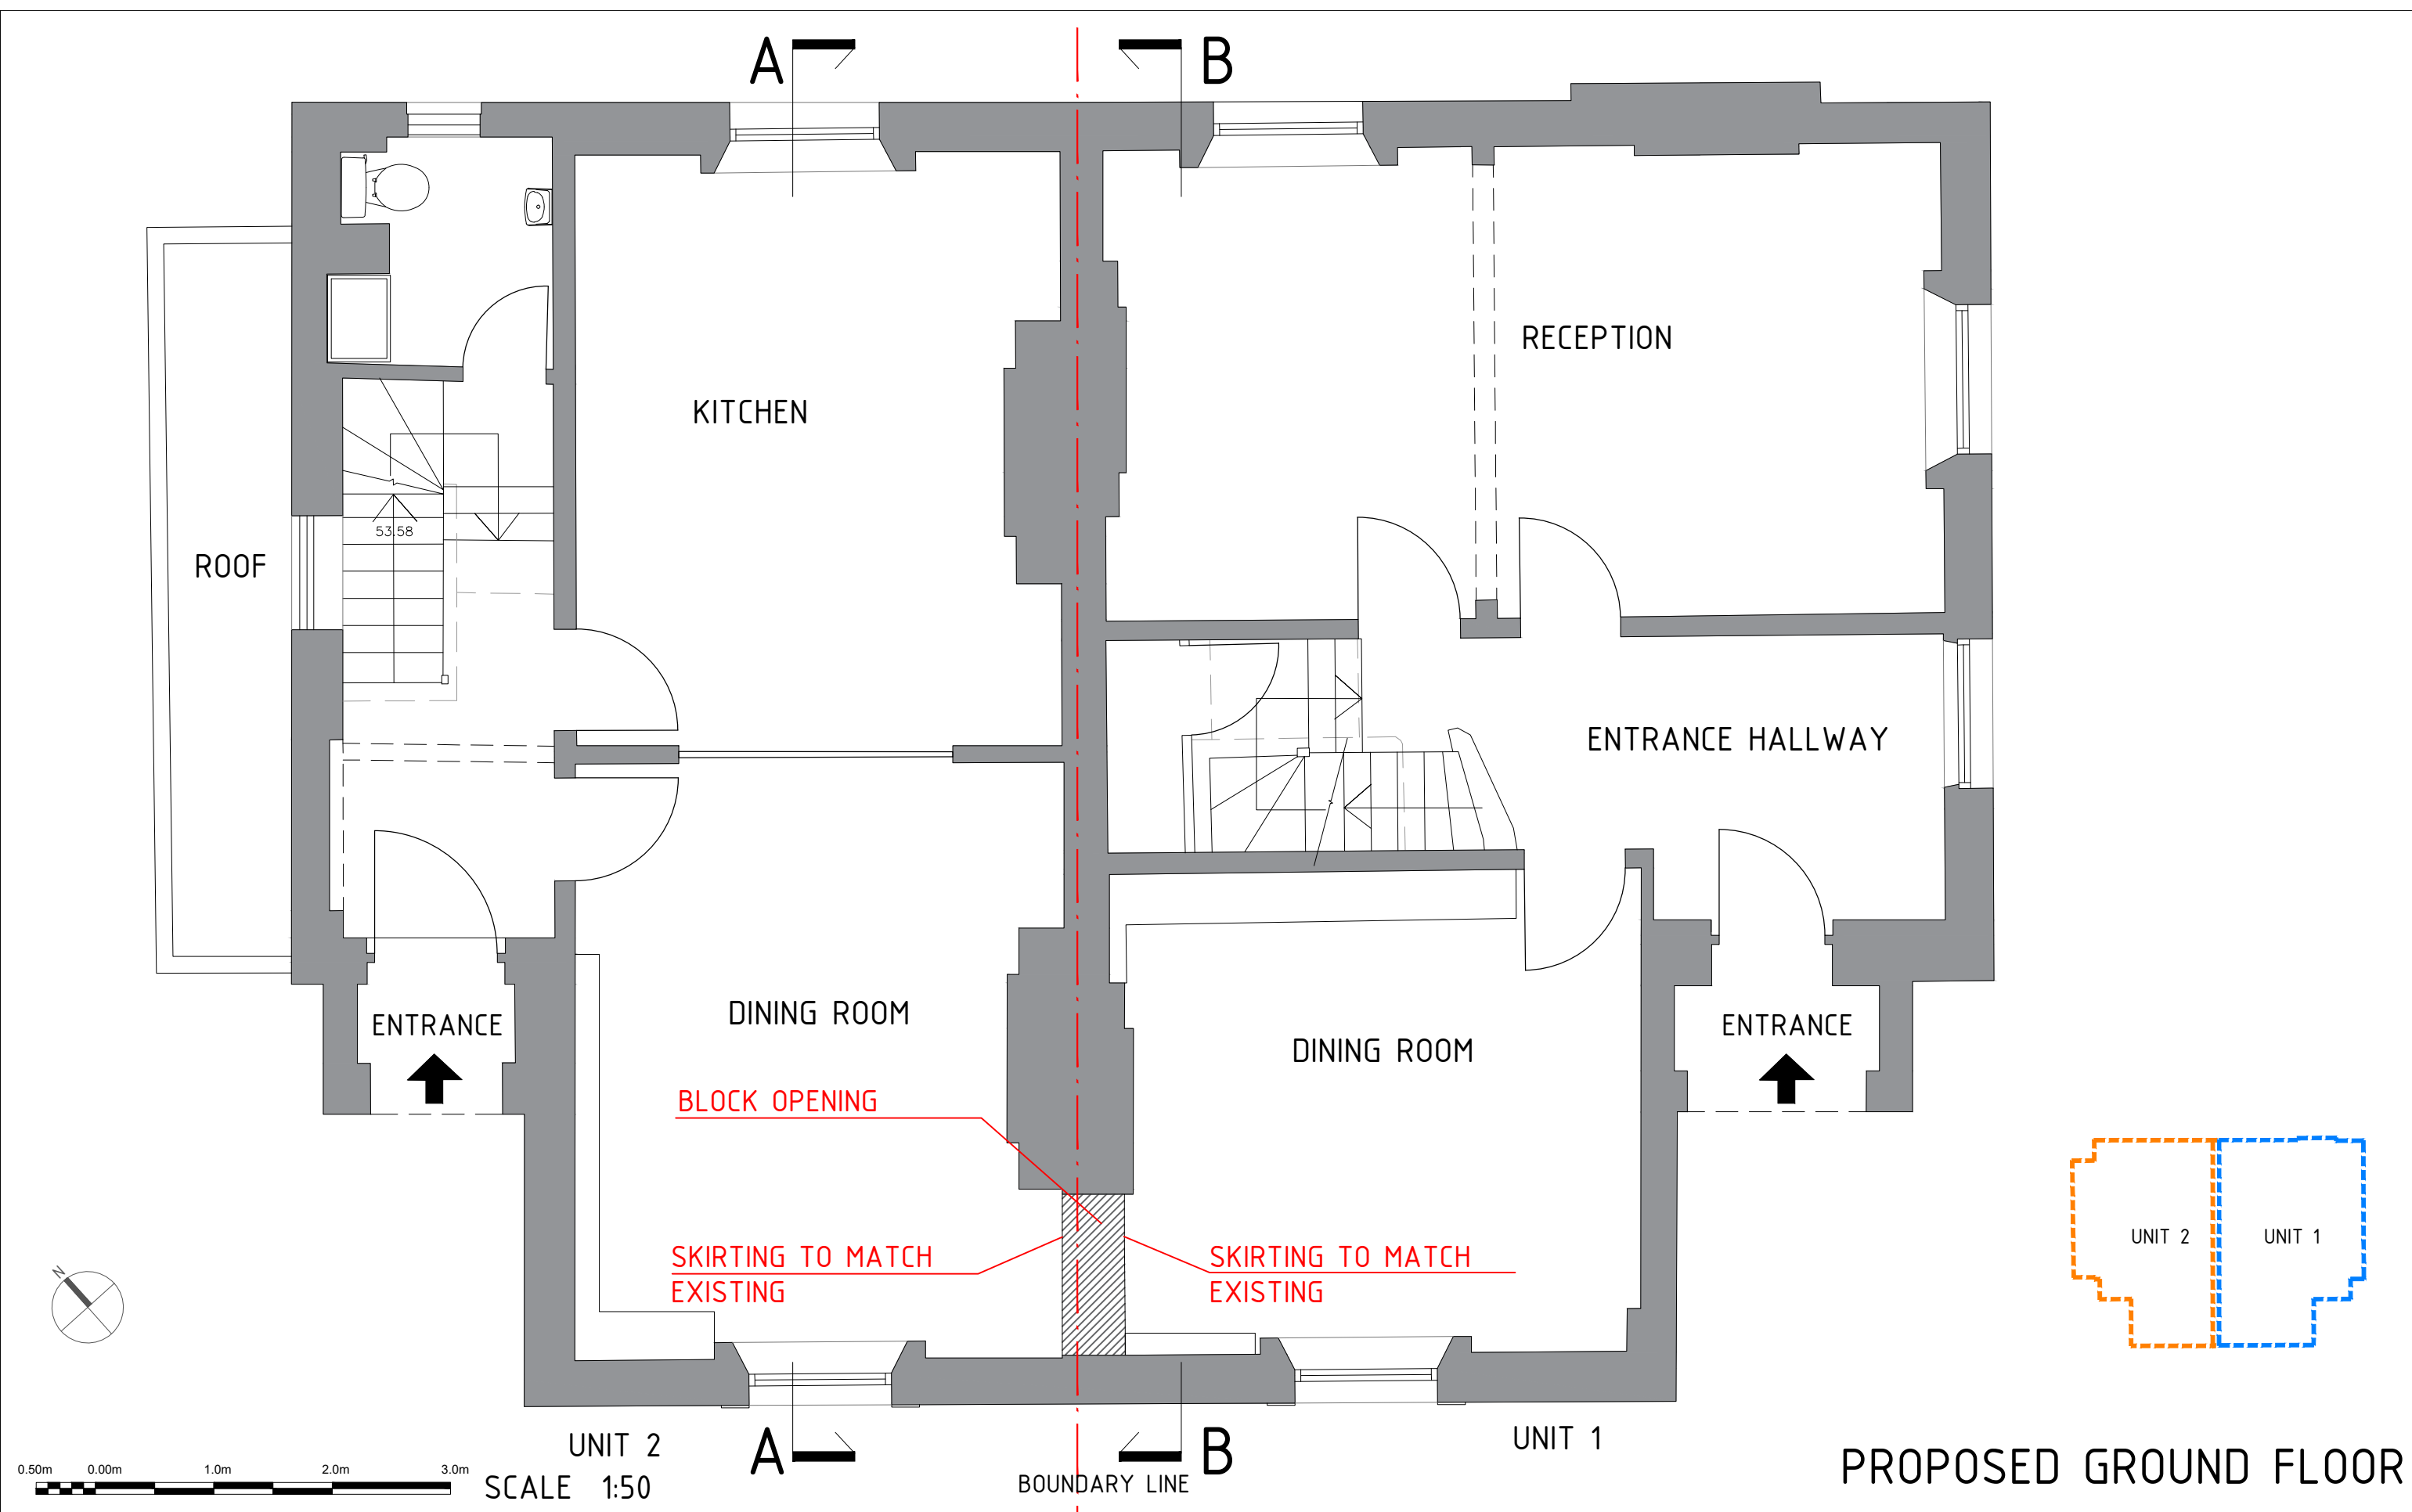 A
B
RECEPTION
KITCHEN
53.58
ROOF
ENTRANCE HALLWAY
DINING ROOM
ENTRANCE
ENTRANCE
DINING ROOM
BLOCK OPENING
SKIRTING TO MATCH
EXISTING
SKIRTING TO MATCH
EXISTING
UNIT 2
UNIT 1
N
UNIT 2
A
B
UNIT 1
PROPOSED GROUND FLOOR
0.50m 0.00m 1.0m 2.0m 3.0m
SCALE 1:50
BOUNDARY LINE